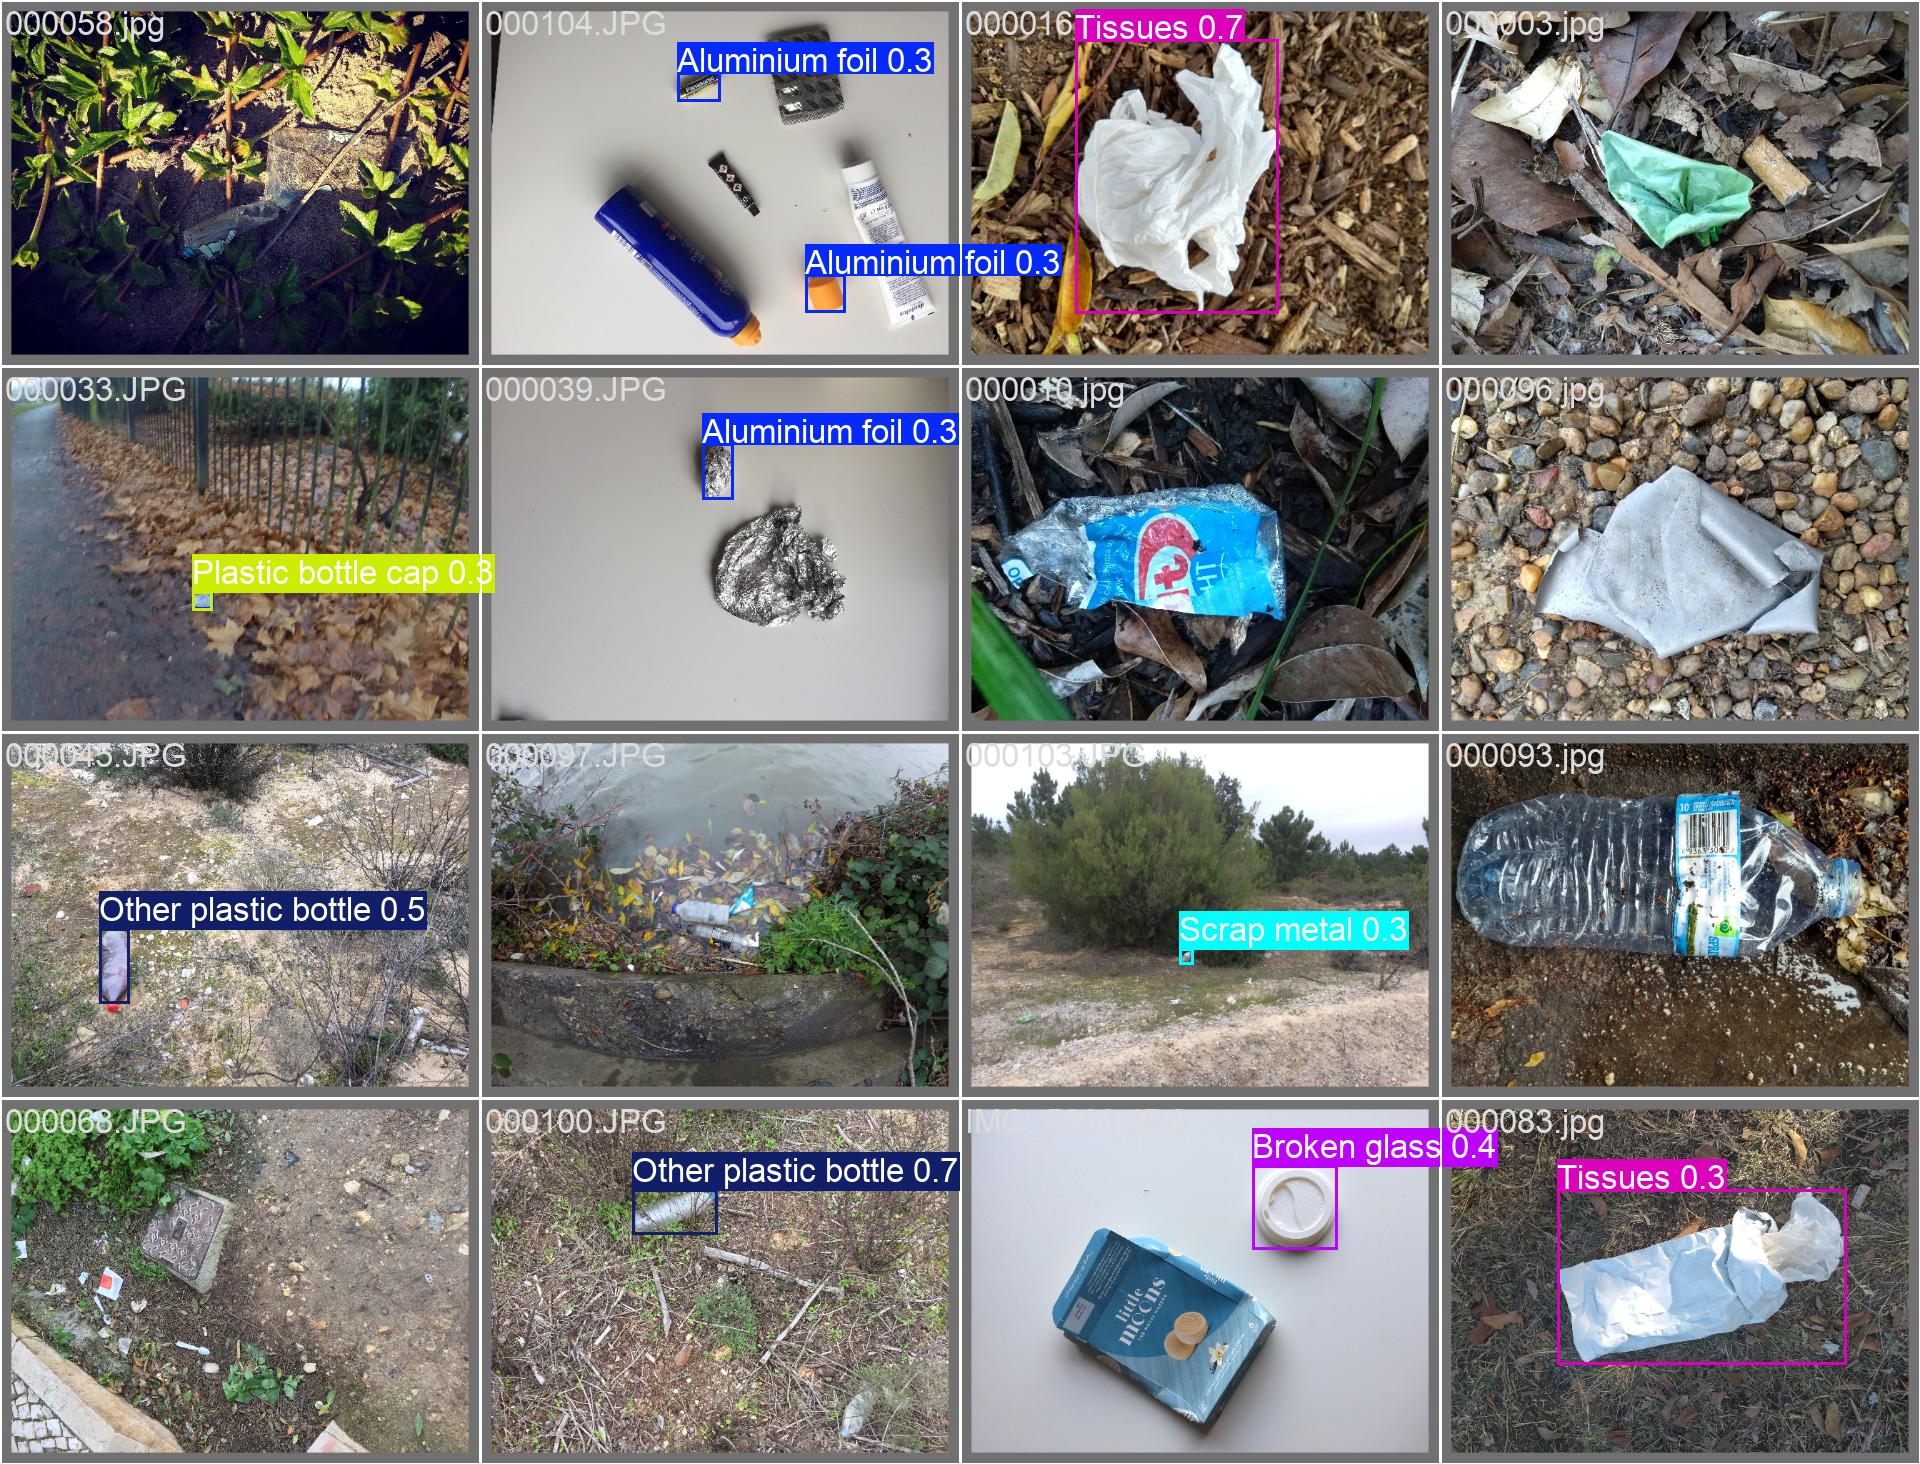 000058.jpg
000104.JPG
Aluminium foil 0.3
Panasonic
Aluminium foil 0.3
000016
Tissues 0.7
000003.jpg
000033.JPG
Plastic bottle cap 0.3
000039.JPG
Aluminium foil 0.3
000010.jpg
000096.jpg
000045.JPG
Other plastic bottle 0.5
000097.JPG
000103.JPG
Scrap metal 0.3
000093.jpg
10
000068.JPG
000100.JPG
Other plastic bottle 0.7
Broken glass 0.4
little
moons
000083.jpg
Tissues 0.3